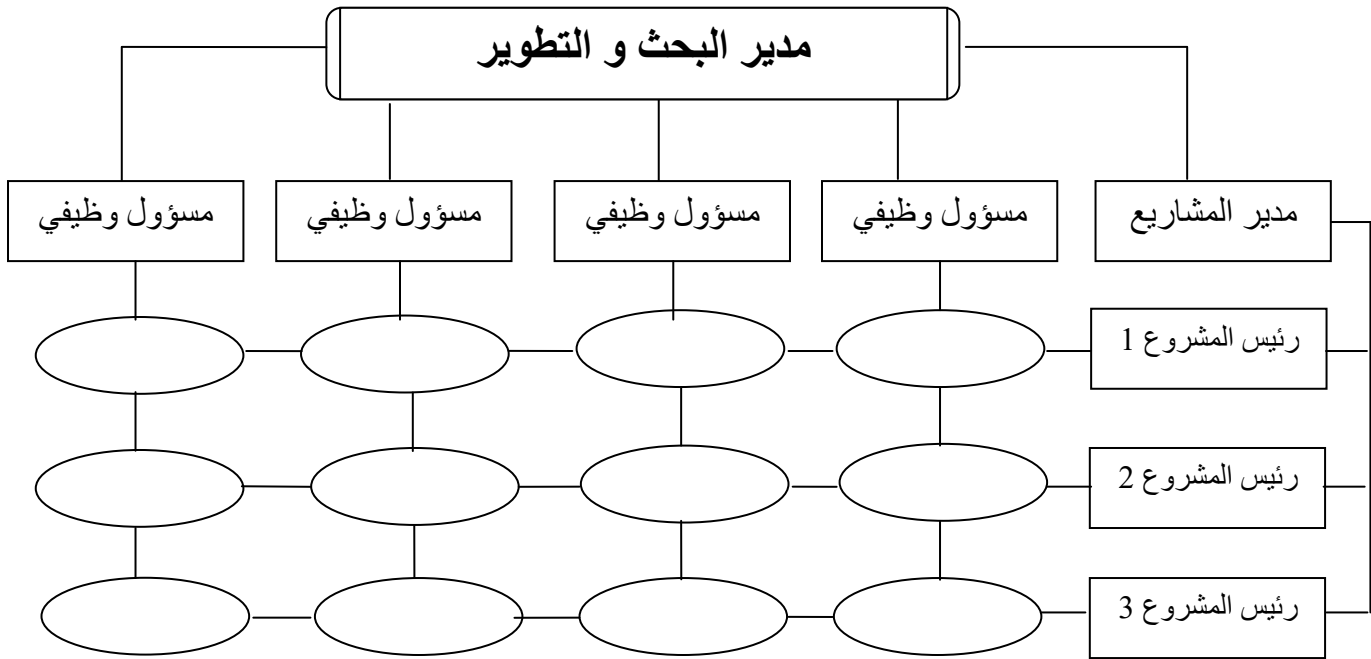 مدير البحث و التطوير
مدير المشاريع
مسؤول وظيفي
مسؤول وظيفي
مسؤول وظيفي
مسؤول وظيفي
رئيس المشروع 1
رئيس المشروع 2
رئيس المشروع 3